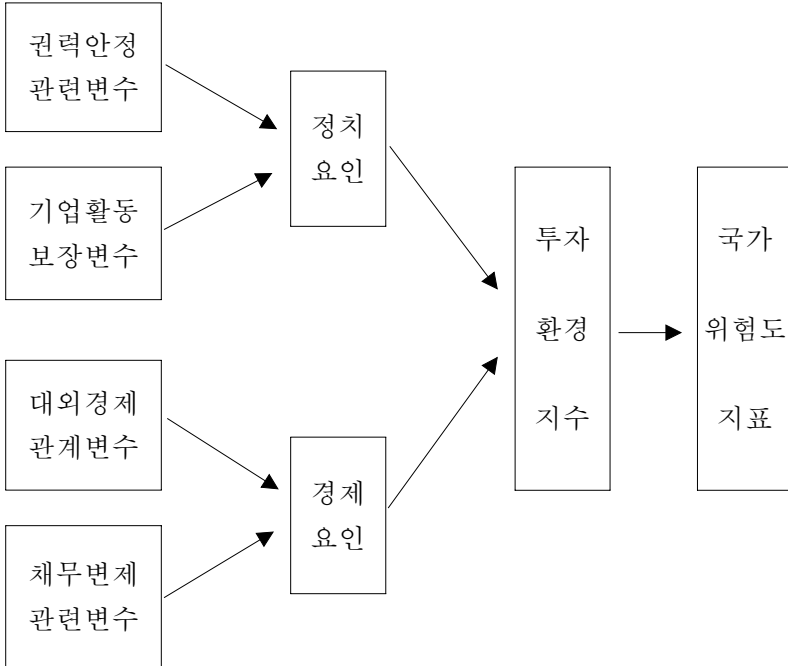 권력안정
관련변수
기업활동
보장변수
대외경제
관계변수
채무변제
관련변수
정치
요인
경제
요인
투자
환경
지수
국가
위험도
지표